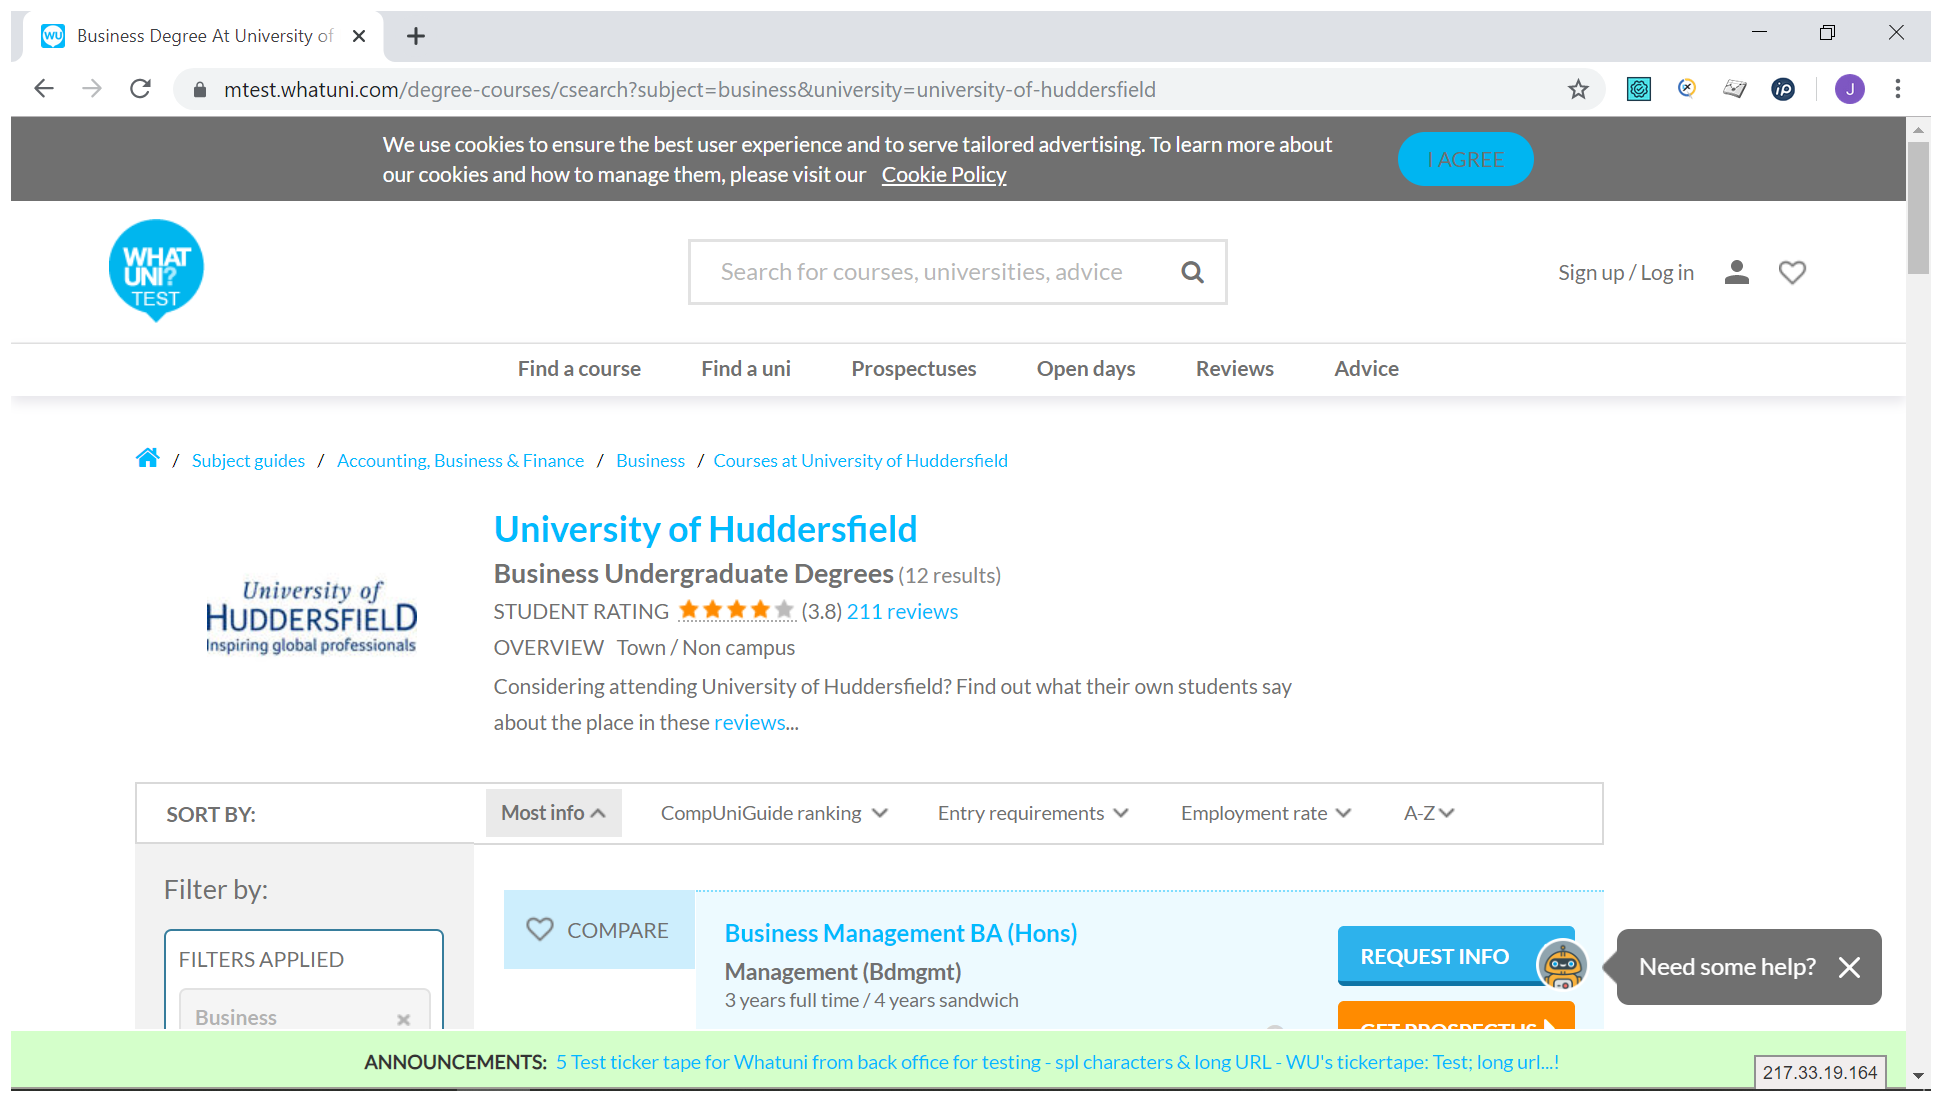 Business Degree At University of
mtest.whatuni.com/degree-courses/csearch?subject=business&university=university-of-huddersfield
J
We use cookies to ensure the best user experience and to serve tailored advertising. To learn more about
our cookies and how to manage them, please visit our Cookie Policy
I AGREE
WHAT
UNI?
TEST
Search for courses, universities, advice
Sign up / Log in
Find a course
Find a uni
Prospectuses
Open days
Reviews
Advice
/ Subject guides / Accounting, Business & Finance / Business / Courses at University of Huddersfield
University of
HUDDERSFIELD
Inspiring global professionals
University of Huddersfield
Business Undergraduate Degrees (12 results)
STUDENT RATING (3.8) 211 reviews
OVERVIEW Town / Non campus
Considering attending University of Huddersfield? Find out what their own students say
about the place in these reviews...
SORT BY:
Most info
CompUniGuide ranking
Entry requirements
Employment rate
A-Z
Filter by:
FILTERS APPLIED
Business
COMPARE
Business Management BA (Hons)
Management (Bdmgmt)
3 years full time / 4 years sandwich
REQUEST INFO
GET PROSPECTUS
Need some help?
ANNOUNCEMENTS: 5 Test ticker tape for Whatuni from back office for testing - spl characters & long URL - WU's tickertape: Test; long url...!
217.33.19.164